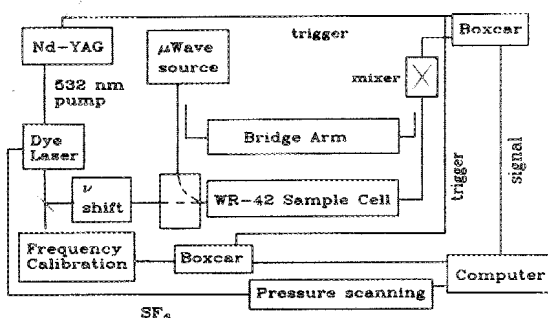 Nd-YAG
trigger
Boxcar
μWave
source
mixer
532 nm
pump
Bridge Arm
Dye
Laser
trigger
signal
ν
shift
WR-42 Sample Cell
Frequency
Calibration
Boxcar
Computer
Pressure scanning
SF₆